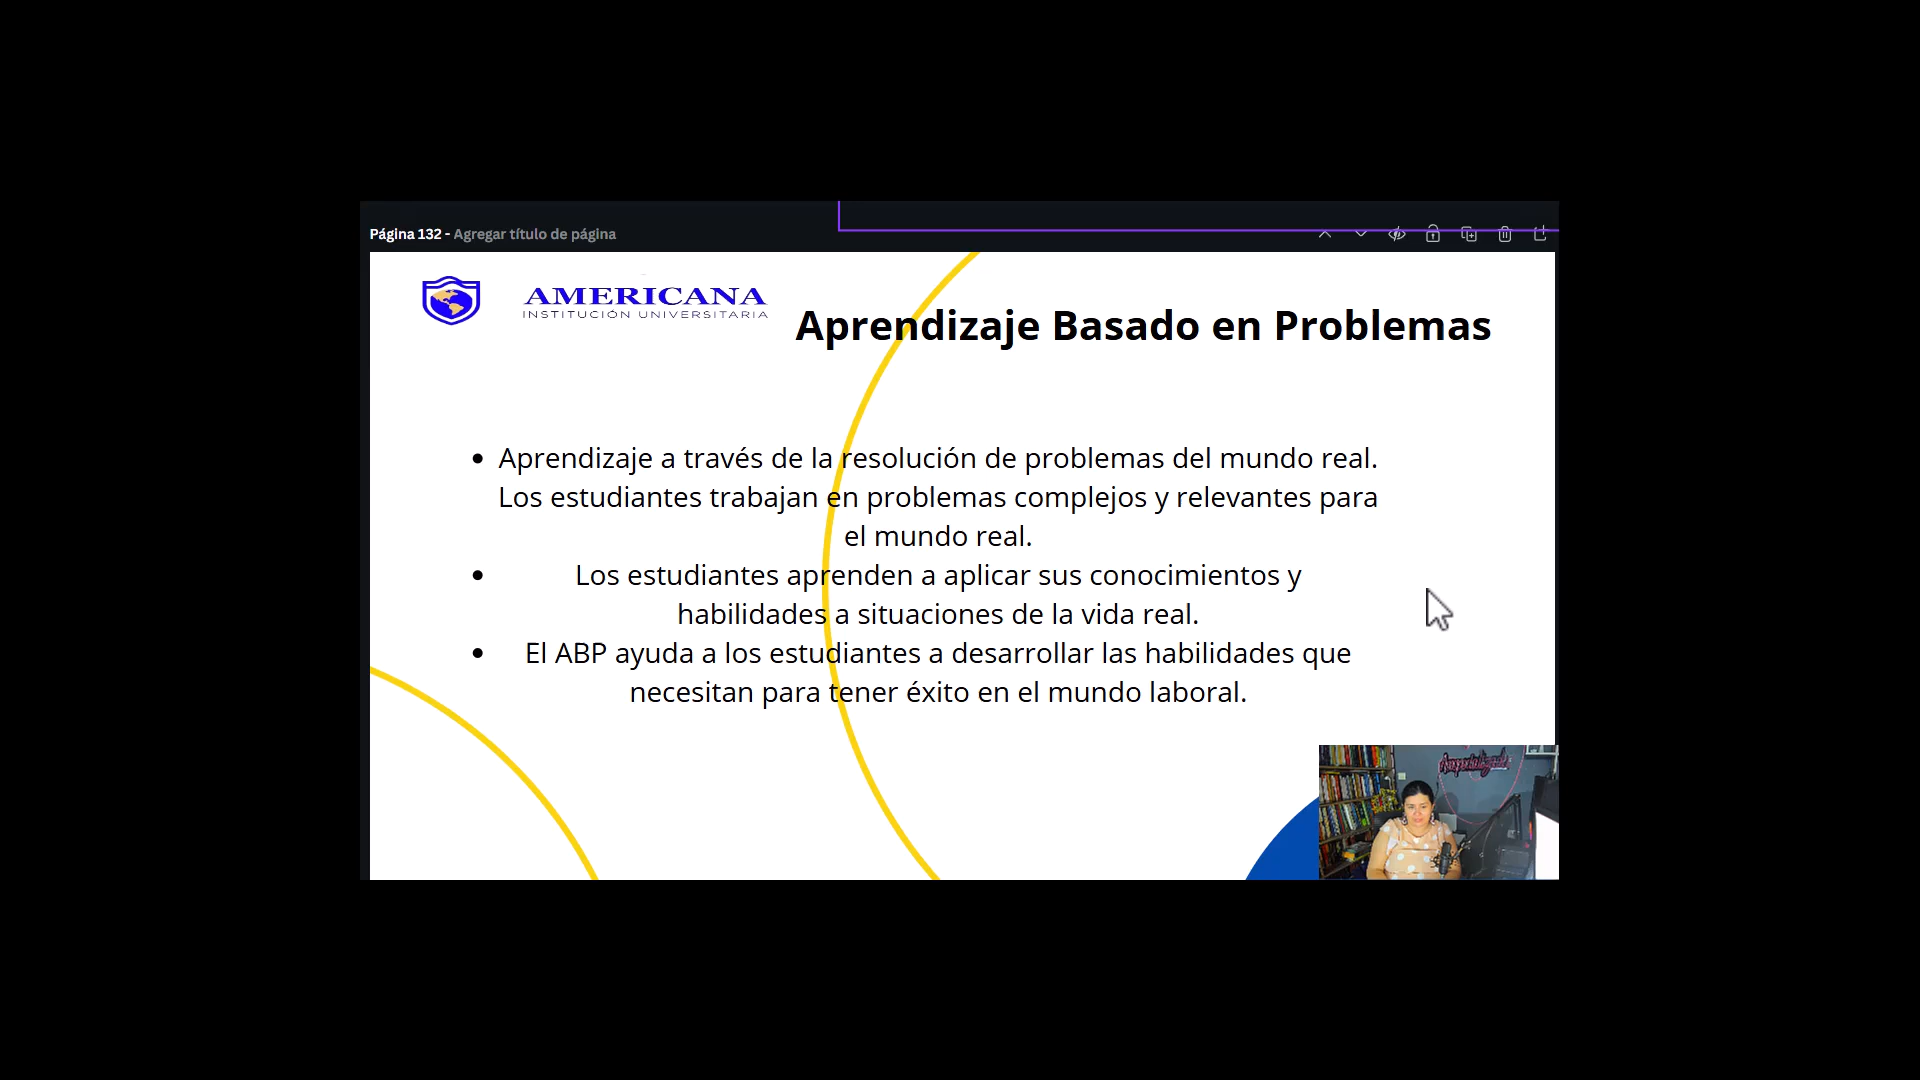 Página 132 - Agregar título de página
AMERICANA
INSTITUCIÓN UNIVERSITARIA
Aprendizaje Basado en Problemas
• Aprendizaje a través de la resolución de problemas del mundo real.
Los estudiantes trabajan en problemas complejos y relevantes para
el mundo real.
• Los estudiantes aprenden a aplicar sus conocimientos y
habilidades a situaciones de la vida real.
• El ABP ayuda a los estudiantes a desarrollar las habilidades que
necesitan para tener éxito en el mundo laboral.